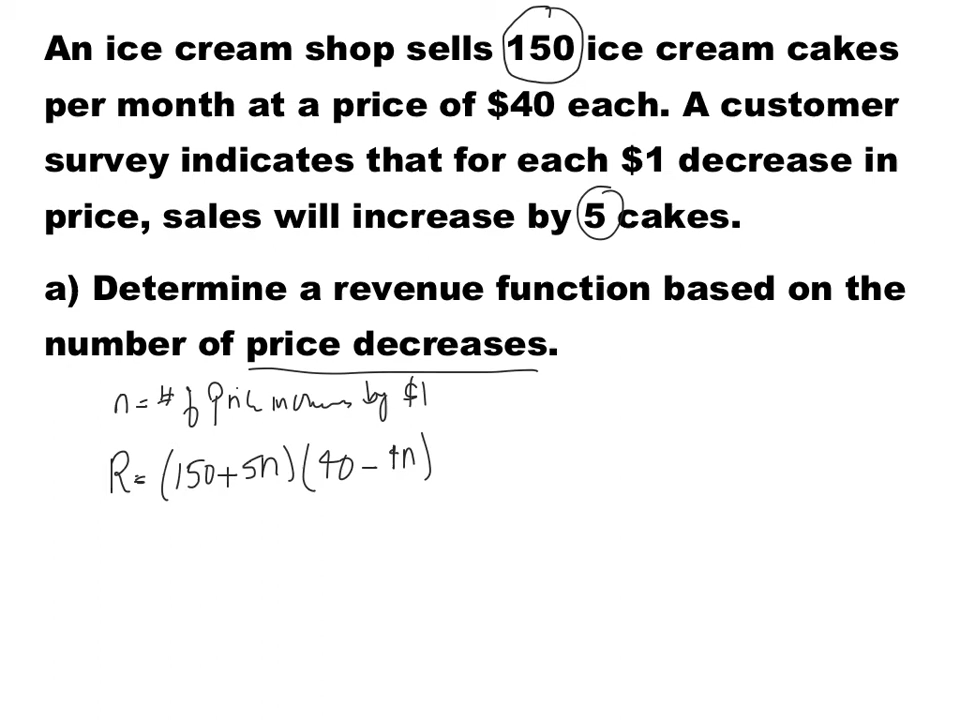 An ice cream shop sells 150 ice cream cakes
per month at a price of $40 each. A customer
survey indicates that for each $1 decrease in
price, sales will increase by 5 cakes.
a) Determine a revenue function based on the
number of price decreases.
n = # of price by $1
R = (150+5n)(40-1n)